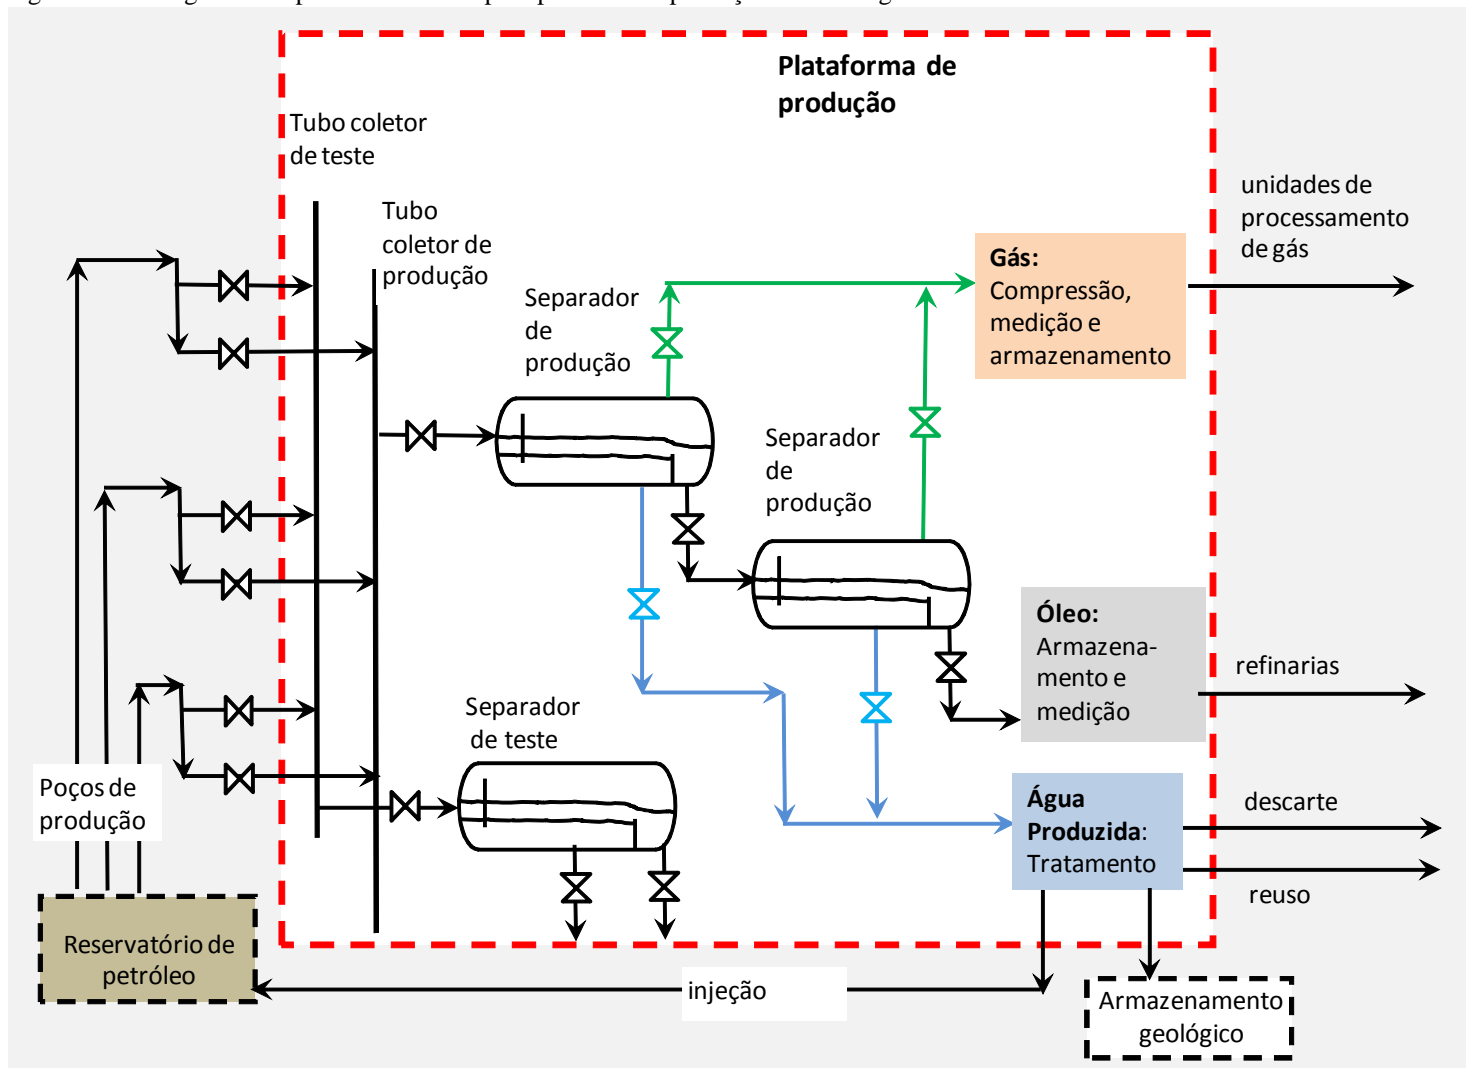 Plataforma de
produção
Tubo coletor
de teste
Tubo
coletor de
produção
unidades de
processamento
de gás
Gás:
Compressão,
medição e
armazenamento
Separador
de
produção
Separador
de
produção
Óleo:
Armazena-
mento e
medição
refinarias
Separador
de teste
Poços de
produção
Água
Produzida:
Tratamento
descarte
reuso
Reservatório de
petróleo
injeção
Armazenamento
geológico